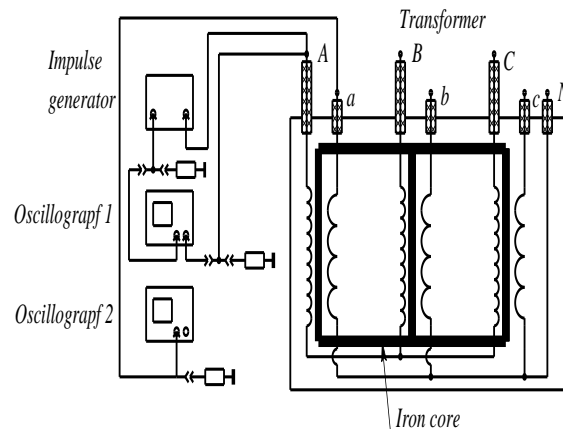 Transformer
Impulse
generator
A
B
C
a
b
c
N
Oscillograpf 1
Oscillograpf 2
Iron core